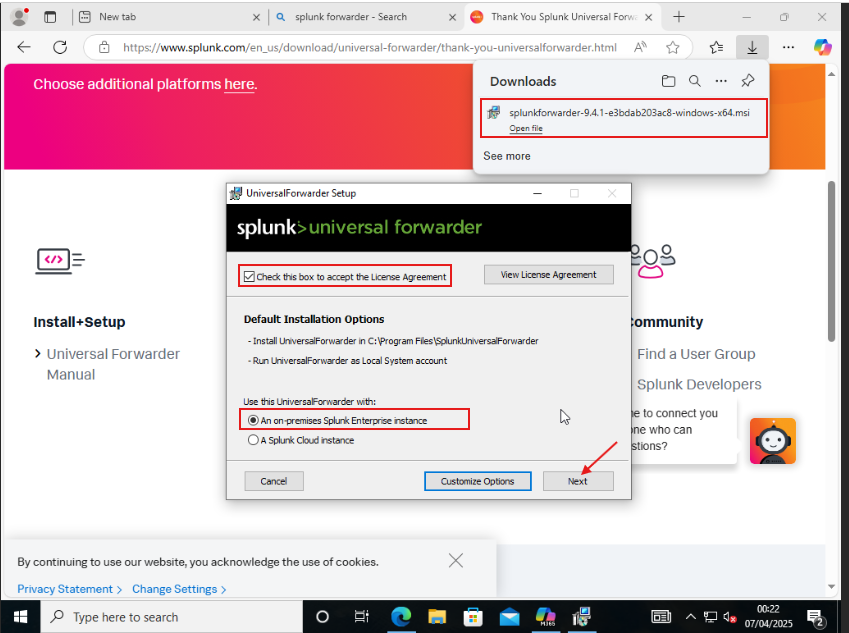 New tab
splunk forwarder - Search
Thank You Splunk Universal Forw
https://www.splunk.com/en_us/download/universal-forwarder/thank-you-universalforwarder.html
Choose additional platforms here.
Downloads
splunkforwarder-9.4.1-e3bdab203ac8-windows-x64.msi
Open file
See more
UniversalForwarder Setup
splunk>universal forwarder
Check this box to accept the License Agreement
View License Agreement
Default Installation Options
- Install UniversalForwarder in C:\Program Files\SplunkUniversalForwarder
- Run UniversalForwarder as Local System account
Use this UniversalForwarder with:
An on-premises Splunk Enterprise instance
A Splunk Cloud instance
Cancel
Customize Options
Next
Install+Setup
Universal Forwarder
Manual
Community
Find a User Group
Splunk Developers
to connect you
who can
By continuing to use our website, you acknowledge the use of cookies.
Privacy Statement >
Change Settings >
Type here to search
M365
00:22
07/04/2025
2